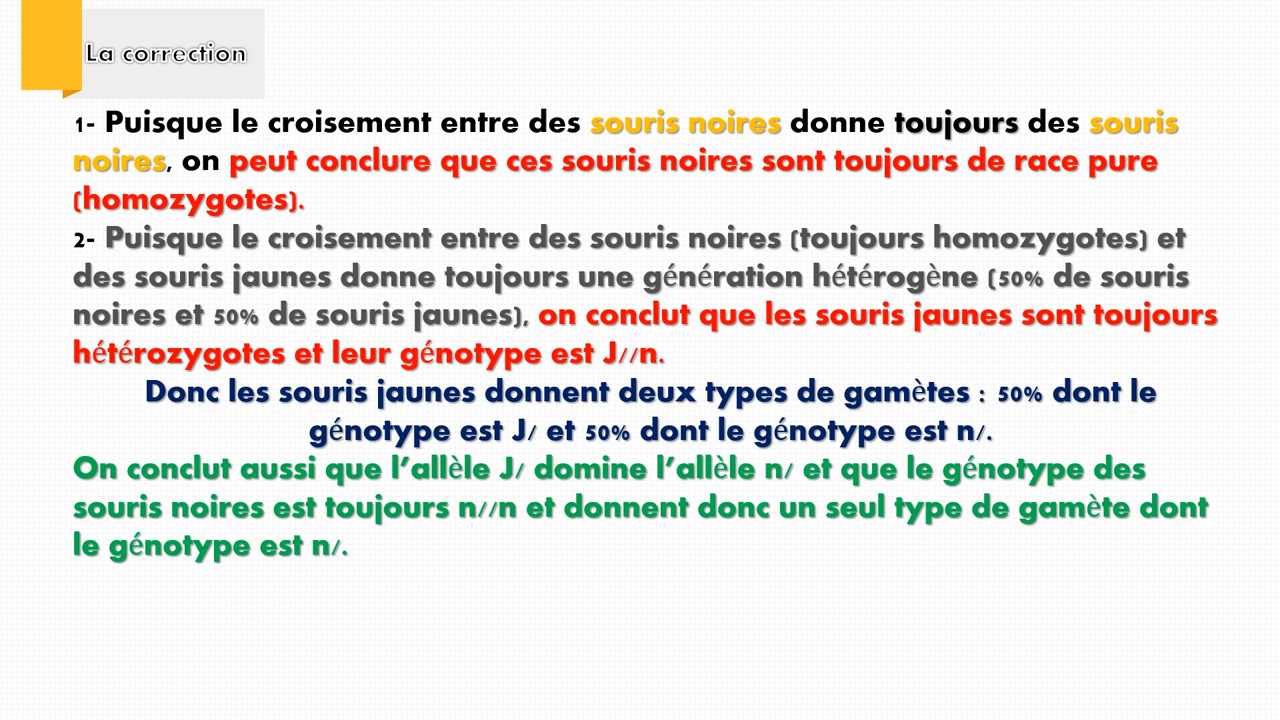 La correction
1- Puisque le croisement entre des souris noires donne toujours des souris
noires, on peut conclure que ces souris noires sont toujours de race pure
(homozygotes).
2- Puisque le croisement entre des souris noires (toujours homozygotes) et
des souris jaunes donne toujours une génération hétérogène (50% de souris
noires et 50% de souris jaunes), on conclut que les souris jaunes sont toujours
hétérozygotes et leur génotype est J//n.
Donc les souris jaunes donnent deux types de gamètes : 50% dont le
génotype est J/ et 50% dont le génotype est n/.
On conclut aussi que l’allèle J/ domine l’allèle n/ et que le génotype des
souris noires est toujours n//n et donnent donc un seul type de gamète dont
le génotype est n/.